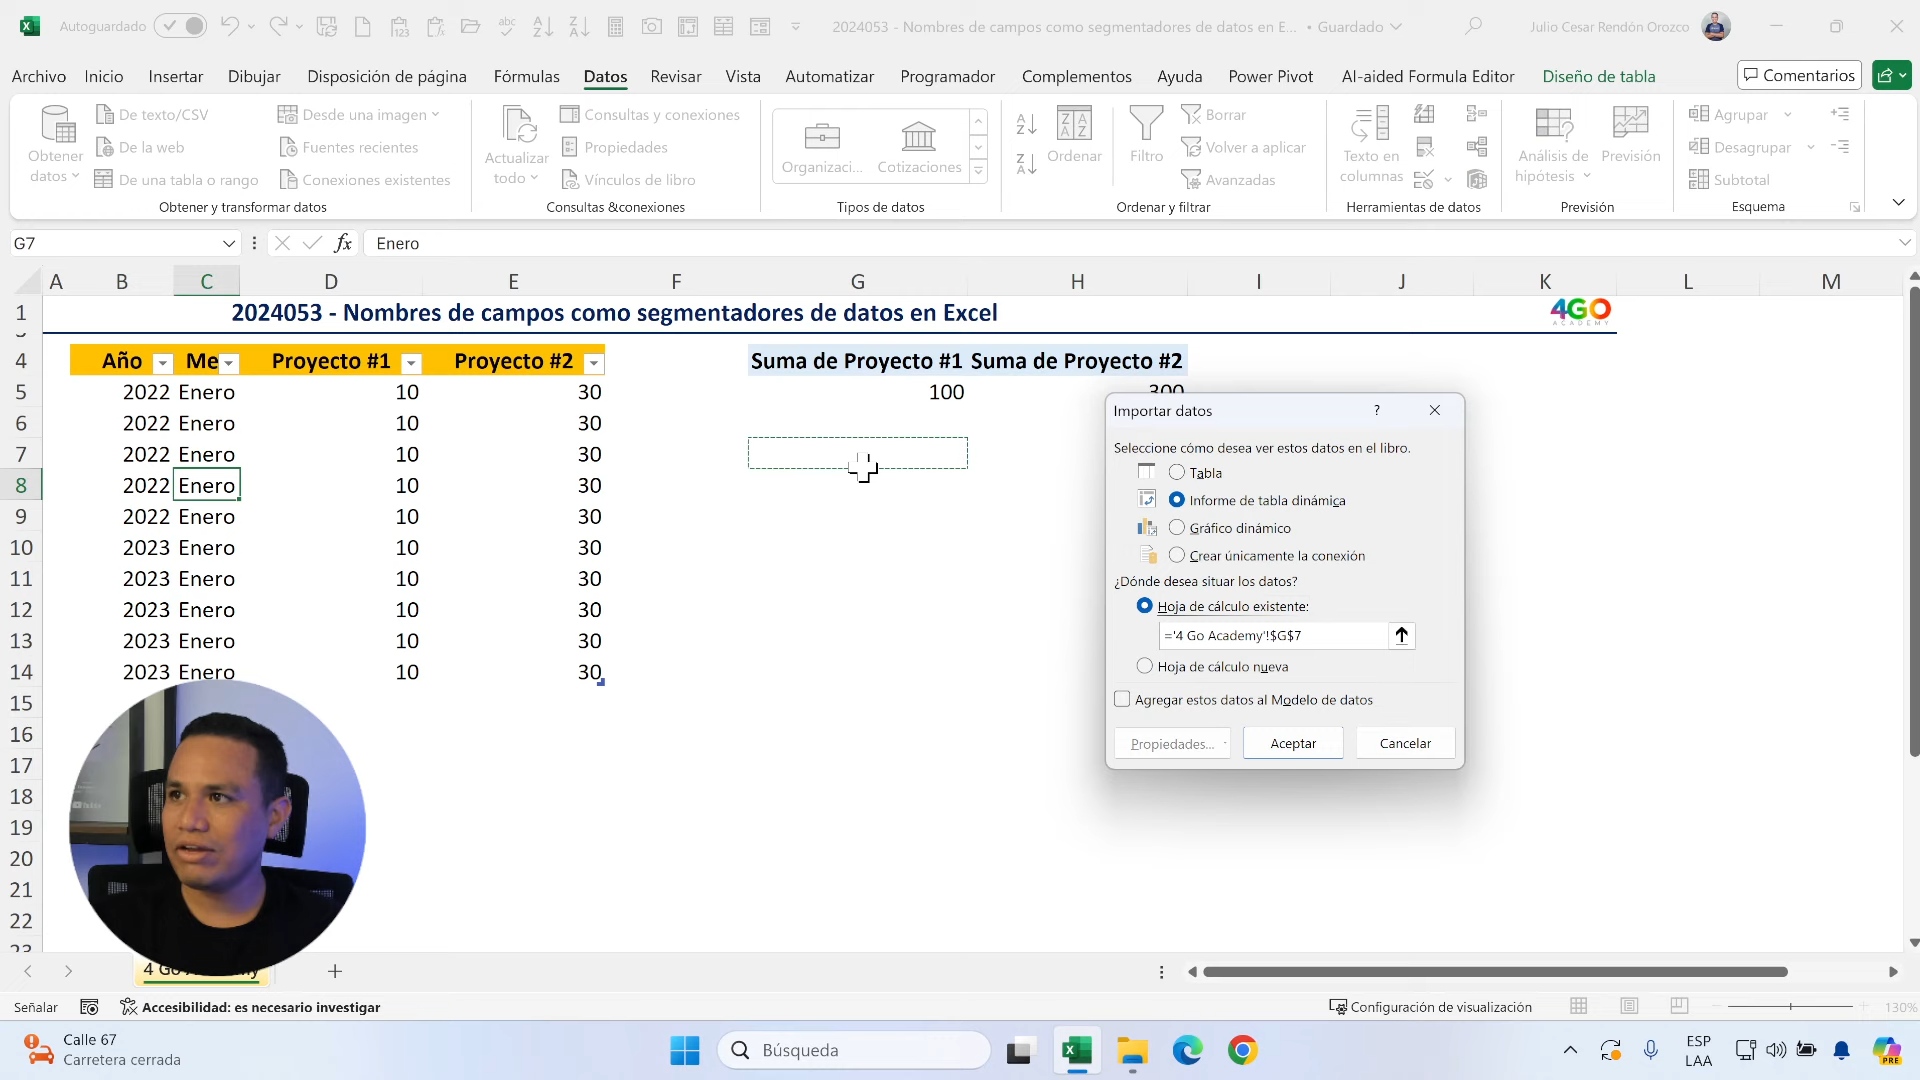 Autoguardado
2024053 - Nombres de campos como segmentadores de datos en E... • Guardado
Julio Cesar Rendón Orozco
Archivo Inicio Insertar Dibujar Disposición de página Fórmulas Datos Revisar Vista Automatizar Programador Complementos Ayuda Power Pivot AI-aided Formula Editor Diseño de tabla Comentarios
Obtener datos
De texto/CSV
De la web
De una tabla o rango
Desde una imagen
Fuentes recientes
Conexiones existentes
Obtener y transformar datos
Actualizar todo
Consultas y conexiones
Propiedades
Vínculos de libro
Consultas &conexiones
Organizaci...
Cotizaciones
Tipos de datos
Ordenar
Filtro
Borrar
Volver a aplicar
Avanzadas
Ordenar y filtrar
Texto en columnas
Herramientas de datos
Análisis de hipótesis
Previsión
Previsión
Agrupar
Desagrupar
Subtotal
Esquema
G7
fx
Enero
A B C D E F G H I J K L M
1 2024053 - Nombres de campos como segmentadores de datos en Excel 4GO ACADEMY
4 Año Me Proyecto #1 Proyecto #2 Suma de Proyecto #1 Suma de Proyecto #2
5 2022 Enero 10 30 100 300
6 2022 Enero 10 30
7 2022 Enero 10 30
8 2022 Enero 10 30
9 2022 Enero 10 30
10 2023 Enero 10 30
11 2023 Enero 10 30
12 2023 Enero 10 30
13 2023 Enero 10 30
14 2023 Enero 10 30
15
16
17
18
19
20
21
22
23
Importar datos ?
Seleccione cómo desea ver estos datos en el libro.
Tabla
Informe de tabla dinámica
Gráfico dinámico
Crear únicamente la conexión
¿Dónde desea situar los datos?
Hoja de cálculo existente:
='4 Go Academy'!$G$7
Hoja de cálculo nueva
Agregar estos datos al Modelo de datos
Propiedades...
Aceptar
Cancelar
4 Go Academy
Señalar
Accesibilidad: es necesario investigar
Configuración de visualización
130%
Calle 67
Carretera cerrada
Búsqueda
ESP
LAA
PRE